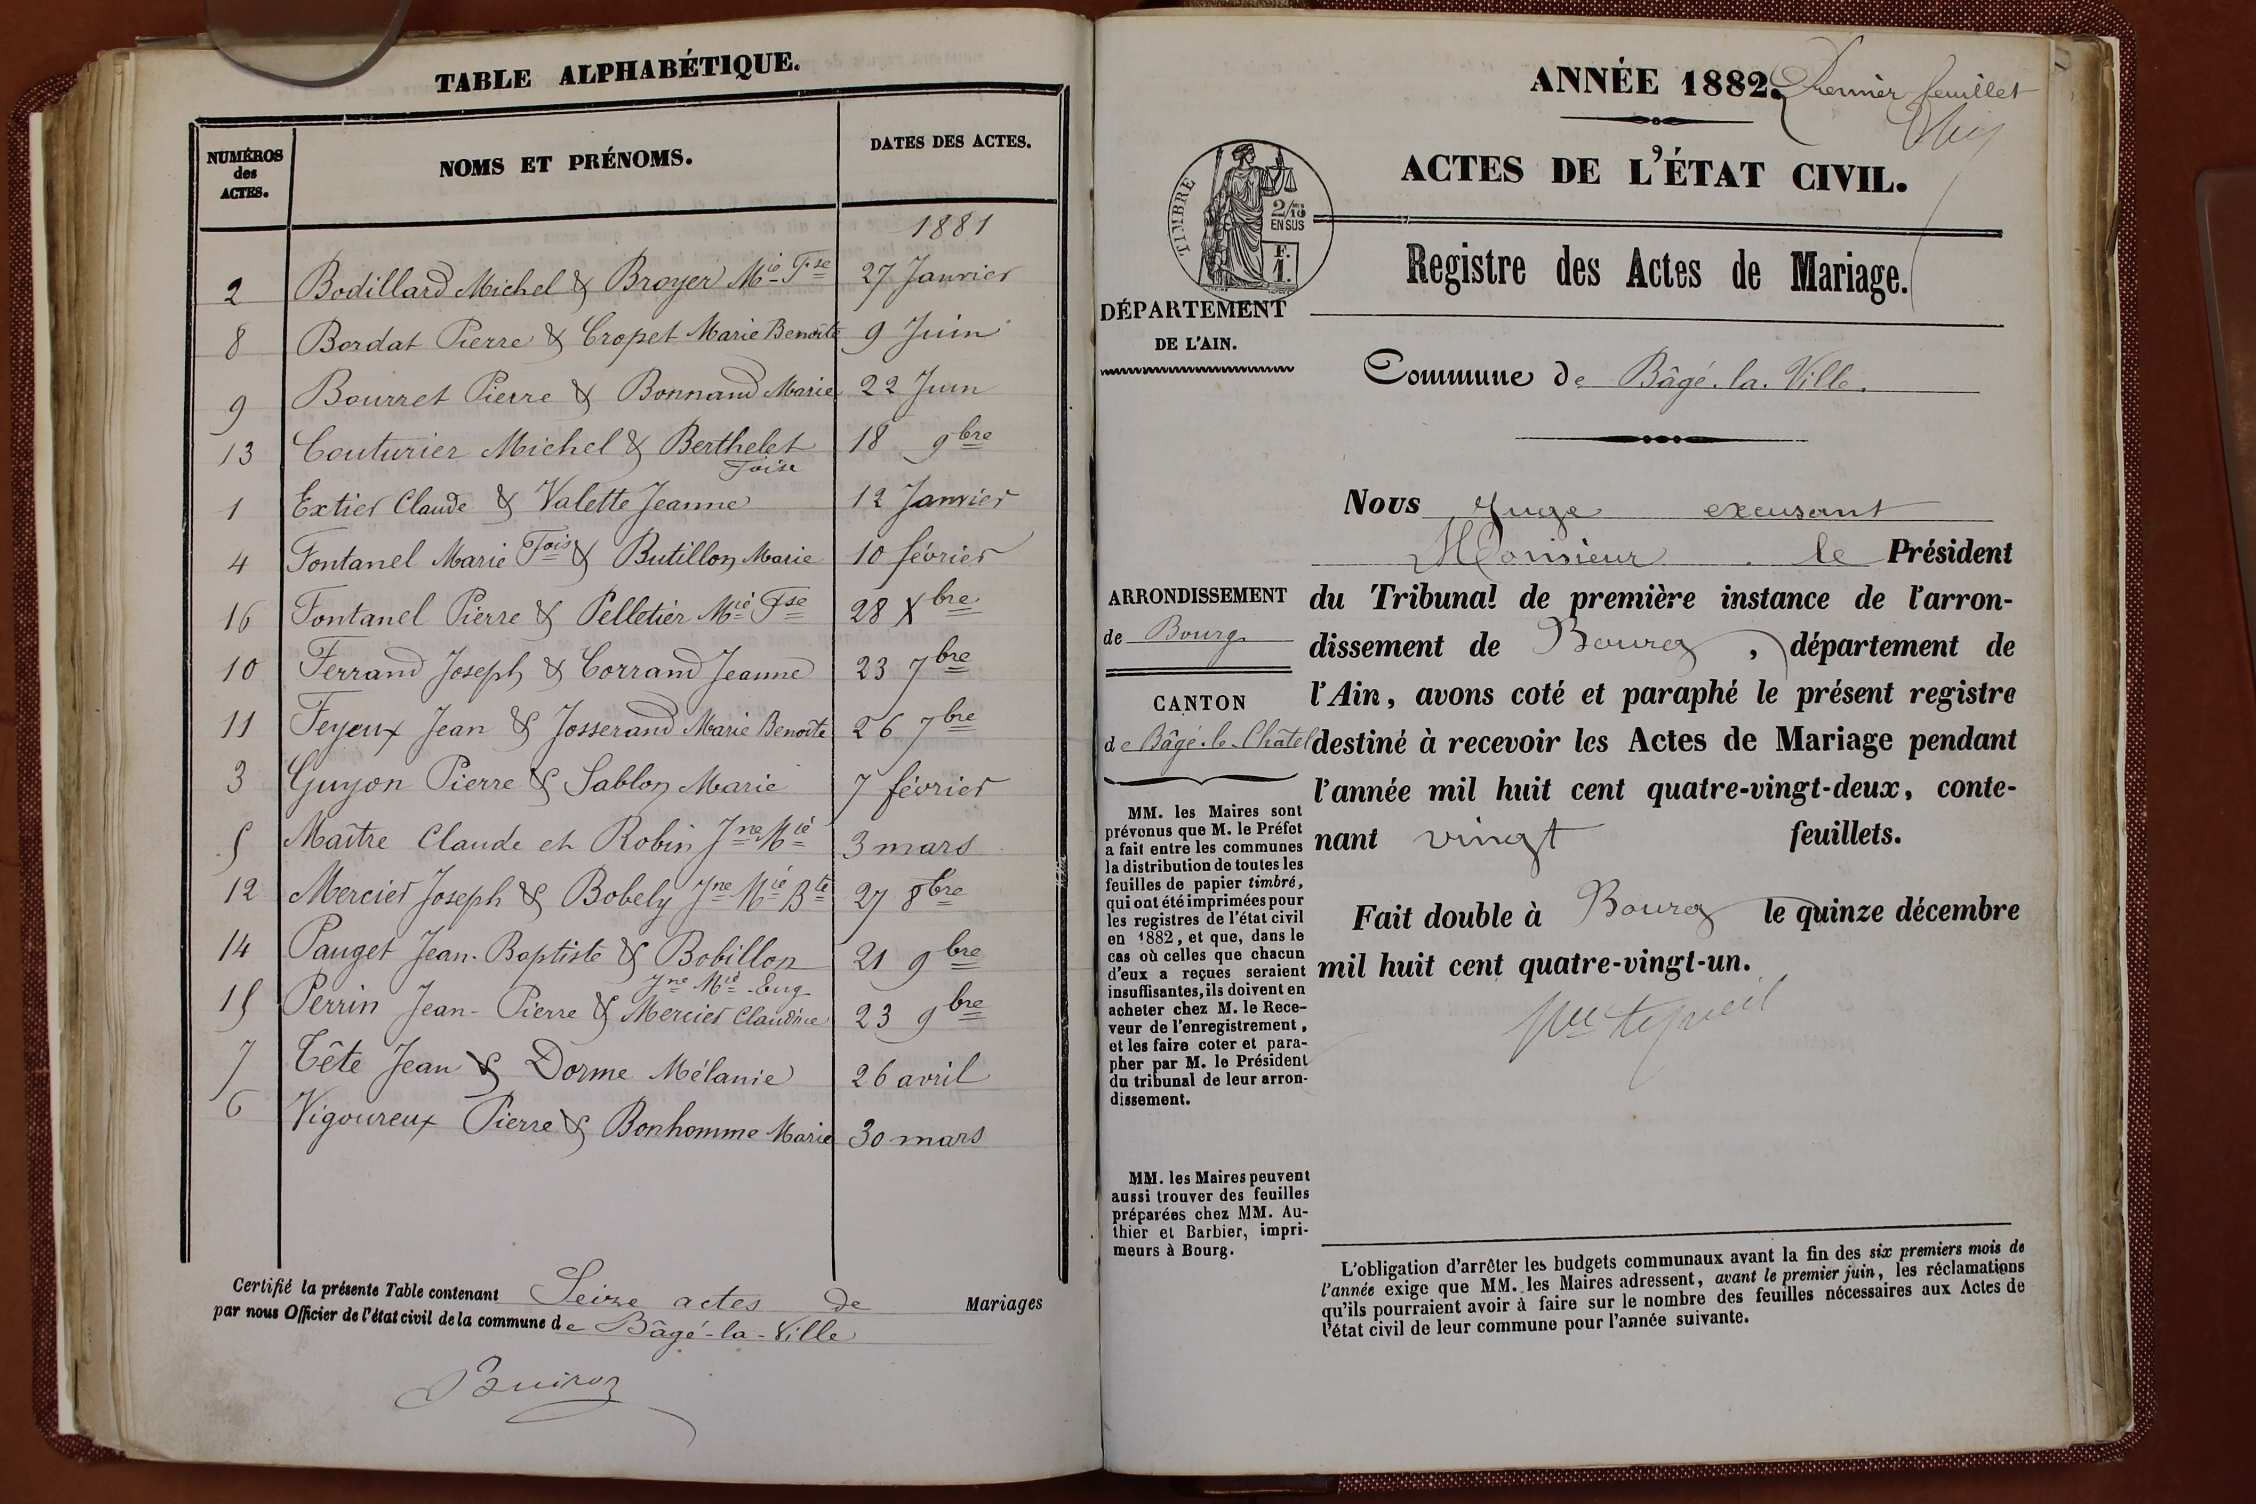 TABLE ALPHABÉTIQUE.
NUMÉROS
des
ACTES.
NOMS ET PRÉNOMS.
DATES DES ACTES.
1881
2 Bodillard Michel & Broyer Mie Fse 27 Janvier
8 Bordat Pierre & Cropet Marie Benoite 9 Juin
9 Bourret Pierre & Bonnand Marie 22 Juin
13 Couturier Michel & Berthelet 18 9bre
Foise
1 Extier Claude & Valette Jeanne 12 Janvier
4 Fontanel Marie Fois & Butillon Marie 10 février
16 Fontanel Pierre & Pelletier Mie Fse 28 Xbre
10 Ferrand Joseph & Corrand Jeanne 23 7bre
11 Feyeux Jean & Josserand Marie Benoîte 26 7bre
3 Guyon Pierre & Sablon Marie 7 février
5 Maître Claude et Robin Jne Mie 3 mars
12 Mercier Joseph & Bobely Jne Mie Bte 27 8bre
14 Pauget Jean-Baptiste & Bobillon 21 9bre
Jne Mie Eug
15 Perrin Jean-Pierre & Mercier Claudine 23 9bre
7 Tête Jean & Dorme Mélanie 26 avril
6 Vigoureux Pierre & Bonhomme Marie 30 mars
Certifié la présente Table contenant Seize actes de Mariages
par nous Officier de l'état civil de la commune de Bâgé-la-Ville
Buiron
ANNÉE 1882.
Premier feuillet
ACTES DE L'ÉTAT CIVIL.
TIMBRE
2/10
EN SUS
F.
1.
Registre des Actes de Mariage.
DÉPARTEMENT
DE L'AIN.
Commune de Bâgé-la-Ville.
Nous Juge excusant
Monsieur le Président
du Tribunal de première instance de l'arron-
dissement de Bourg, département de
l'Ain, avons coté et paraphé le présent registre
destiné à recevoir les Actes de Mariage pendant
l'année mil huit cent quatre-vingt-deux, conte-
nant vingt feuillets.
Fait double à Bourg le quinze décembre
mil huit cent quatre-vingt-un.
ARRONDISSEMENT
de Bourg
CANTON
de Bâgé-le-Châtel
MM. les Maires sont
prévenus que M. le Préfet
a fait entre les communes
la distribution de toutes les
feuilles de papier timbré,
qui ont été imprimées pour
les registres de l'état civil
en 1882, et que, dans le
cas où celles que chacun
d'eux a reçues seraient
insuffisantes, ils doivent en
acheter chez M. le Rece-
veur de l'enregistrement,
et les faire coter et para-
pher par M. le Président
du tribunal de leur arron-
dissement.
MM. les Maires peuvent
aussi trouver des feuilles
préparées chez MM. Au-
thier et Barbier, impri-
meurs à Bourg.
L'obligation d'arrêter les budgets communaux avant la fin des six premiers mois de
l'année exige que MM. les Maires adressent, avant le premier juin, les réclamations
qu'ils pourraient avoir à faire sur le nombre des feuilles nécessaires aux Actes de
l'état civil de leur commune pour l'année suivante.